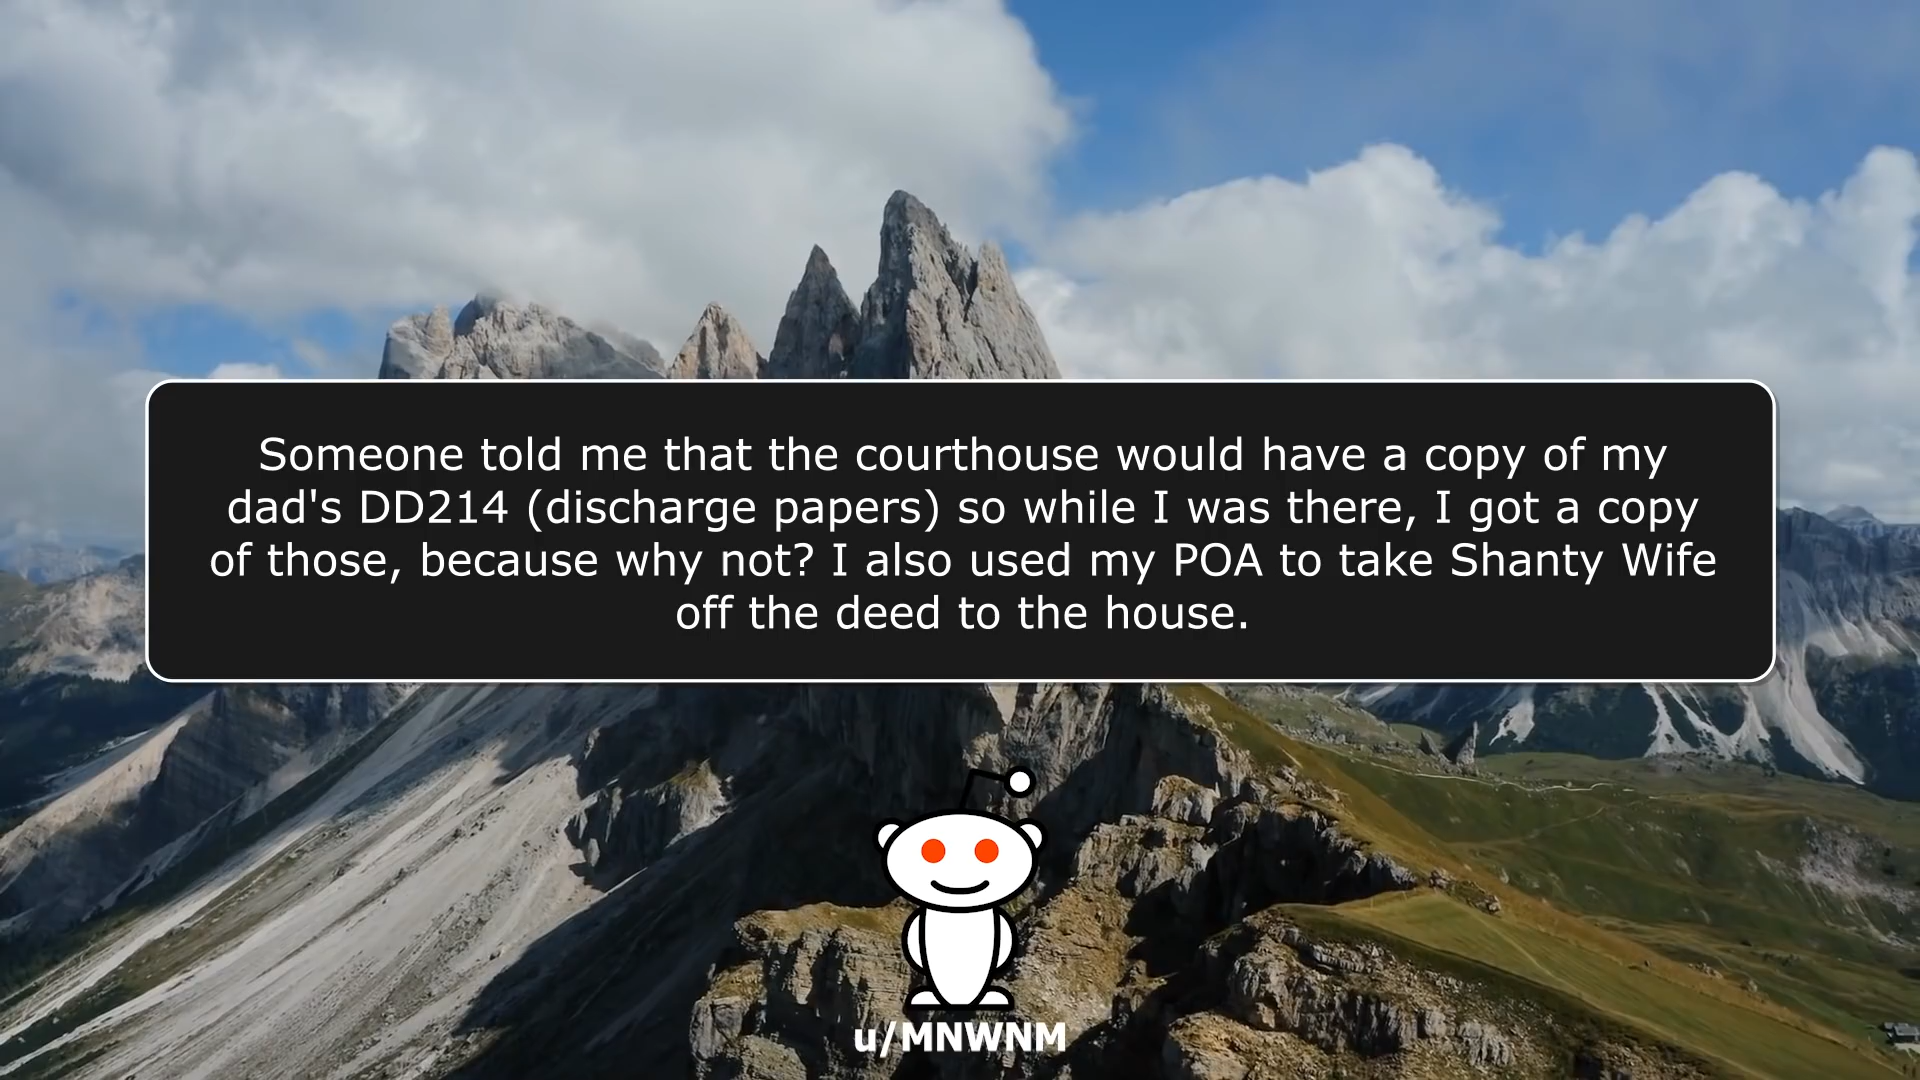 Someone told me that the courthouse would have a copy of my
dad's DD214 (discharge papers) so while I was there, I got a copy
of those, because why not? I also used my POA to take Shanty Wife
off the deed to the house.
u/MNWNM